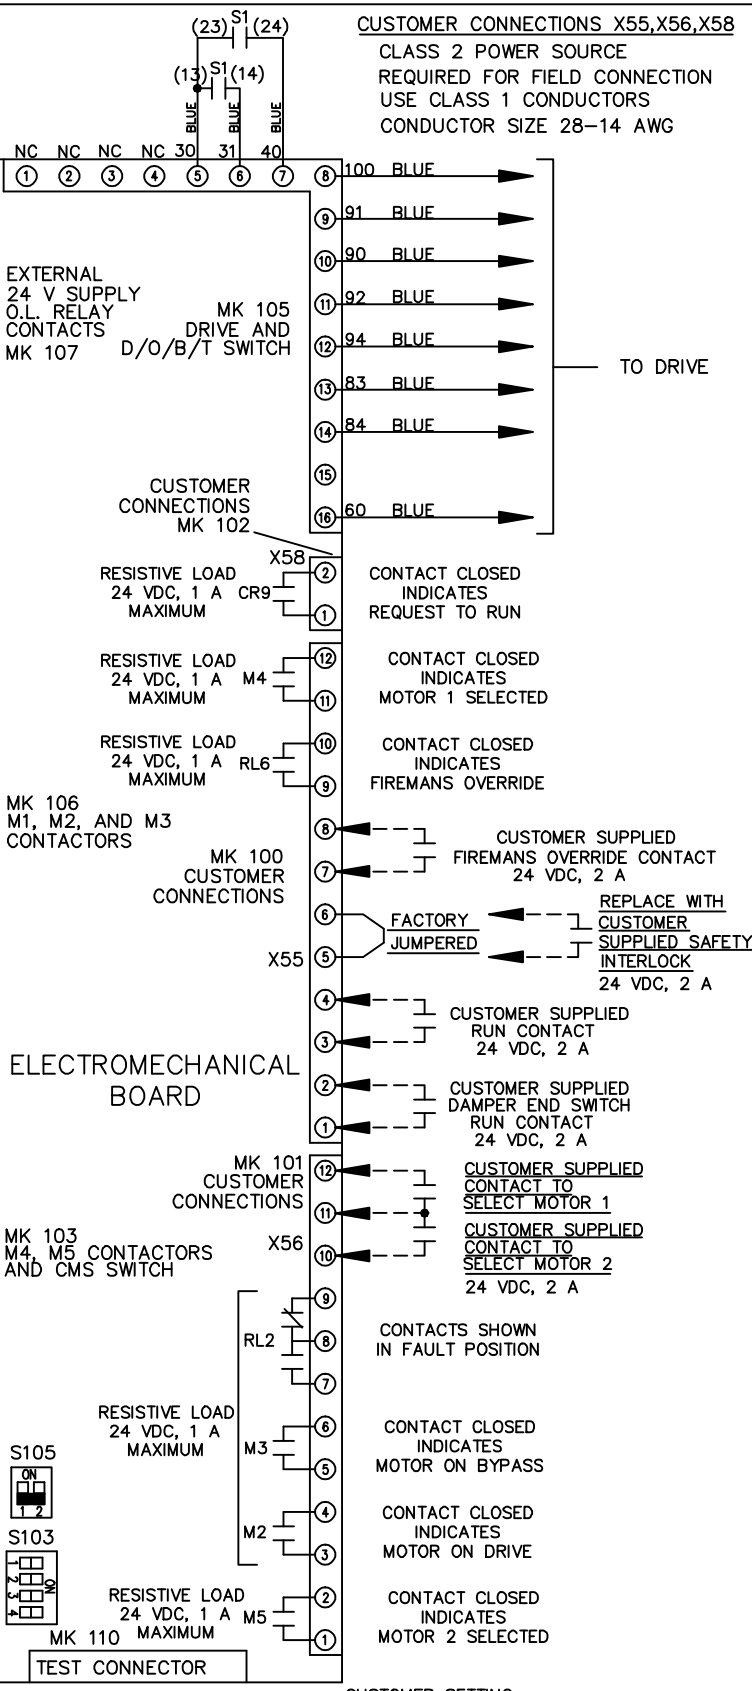 CUSTOMER CONNECTIONS X55,X56,X58
CLASS 2 POWER SOURCE
REQUIRED FOR FIELD CONNECTION
USE CLASS 1 CONDUCTORS
CONDUCTOR SIZE 28-14 AWG
(23) S1 (24)
(13) S1 (14)
BLUE BLUE BLUE
NC NC NC NC 30 31 40
1 2 3 4 5 6 7
8 100 BLUE
9 91 BLUE
10 90 BLUE
11 92 BLUE
12 94 BLUE
13 83 BLUE
14 84 BLUE
15
16 60 BLUE
TO DRIVE
EXTERNAL
24 V SUPPLY
O.L. RELAY
CONTACTS
MK 107
MK 105
DRIVE AND
D/O/B/T SWITCH
CUSTOMER
CONNECTIONS
MK 102
X58
2
1
RESISTIVE LOAD
24 VDC, 1 A
MAXIMUM
CR9
CONTACT CLOSED
INDICATES
REQUEST TO RUN
12
11
RESISTIVE LOAD
24 VDC, 1 A
MAXIMUM
M4
CONTACT CLOSED
INDICATES
MOTOR 1 SELECTED
10
9
RESISTIVE LOAD
24 VDC, 1 A
MAXIMUM
RL6
CONTACT CLOSED
INDICATES
FIREMANS OVERRIDE
MK 106
M1, M2, AND M3
CONTACTORS
8
7
CUSTOMER SUPPLIED
FIREMANS OVERRIDE CONTACT
24 VDC, 2 A
MK 100
CUSTOMER
CONNECTIONS
6
5
FACTORY
JUMPERED
REPLACE WITH
CUSTOMER
SUPPLIED SAFETY
INTERLOCK
24 VDC, 2 A
X55
4
3
CUSTOMER SUPPLIED
RUN CONTACT
24 VDC, 2 A
ELECTROMECHANICAL
BOARD
2
1
CUSTOMER SUPPLIED
DAMPER END SWITCH
RUN CONTACT
24 VDC, 2 A
MK 101
CUSTOMER
CONNECTIONS
X56
12
11
10
CUSTOMER SUPPLIED
CONTACT TO
SELECT MOTOR 1
CUSTOMER SUPPLIED
CONTACT TO
SELECT MOTOR 2
24 VDC, 2 A
MK 103
M4, M5 CONTACTORS
AND CMS SWITCH
9
8
7
RL2
CONTACTS SHOWN
IN FAULT POSITION
RESISTIVE LOAD
24 VDC, 1 A
MAXIMUM
6
5
M3
CONTACT CLOSED
INDICATES
MOTOR ON BYPASS
4
3
M2
CONTACT CLOSED
INDICATES
MOTOR ON DRIVE
S105
ON
1 2
S103
1
2
3
4
ON
RESISTIVE LOAD
24 VDC, 1 A
MAXIMUM
M5
2
1
CONTACT CLOSED
INDICATES
MOTOR 2 SELECTED
MK 110
TEST CONNECTOR
CUSTOMER SETTING